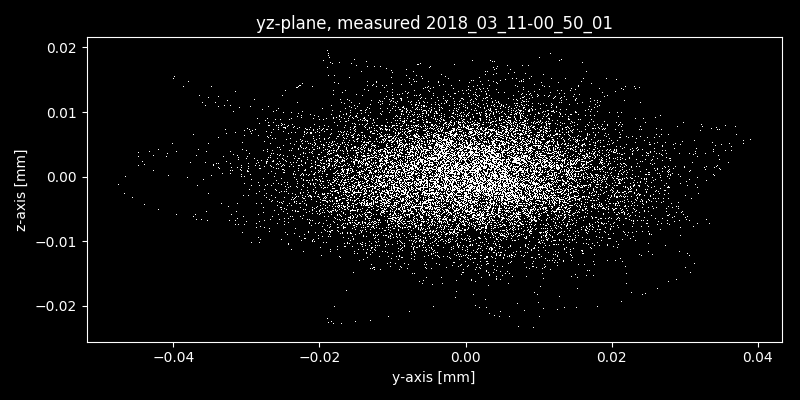 yz-plane, measured 2018_03_11-00_50_01
0.02
0.01
0.00
−0.01
−0.02
z-axis [mm]
−0.04 −0.02 0.00 0.02 0.04
y-axis [mm]